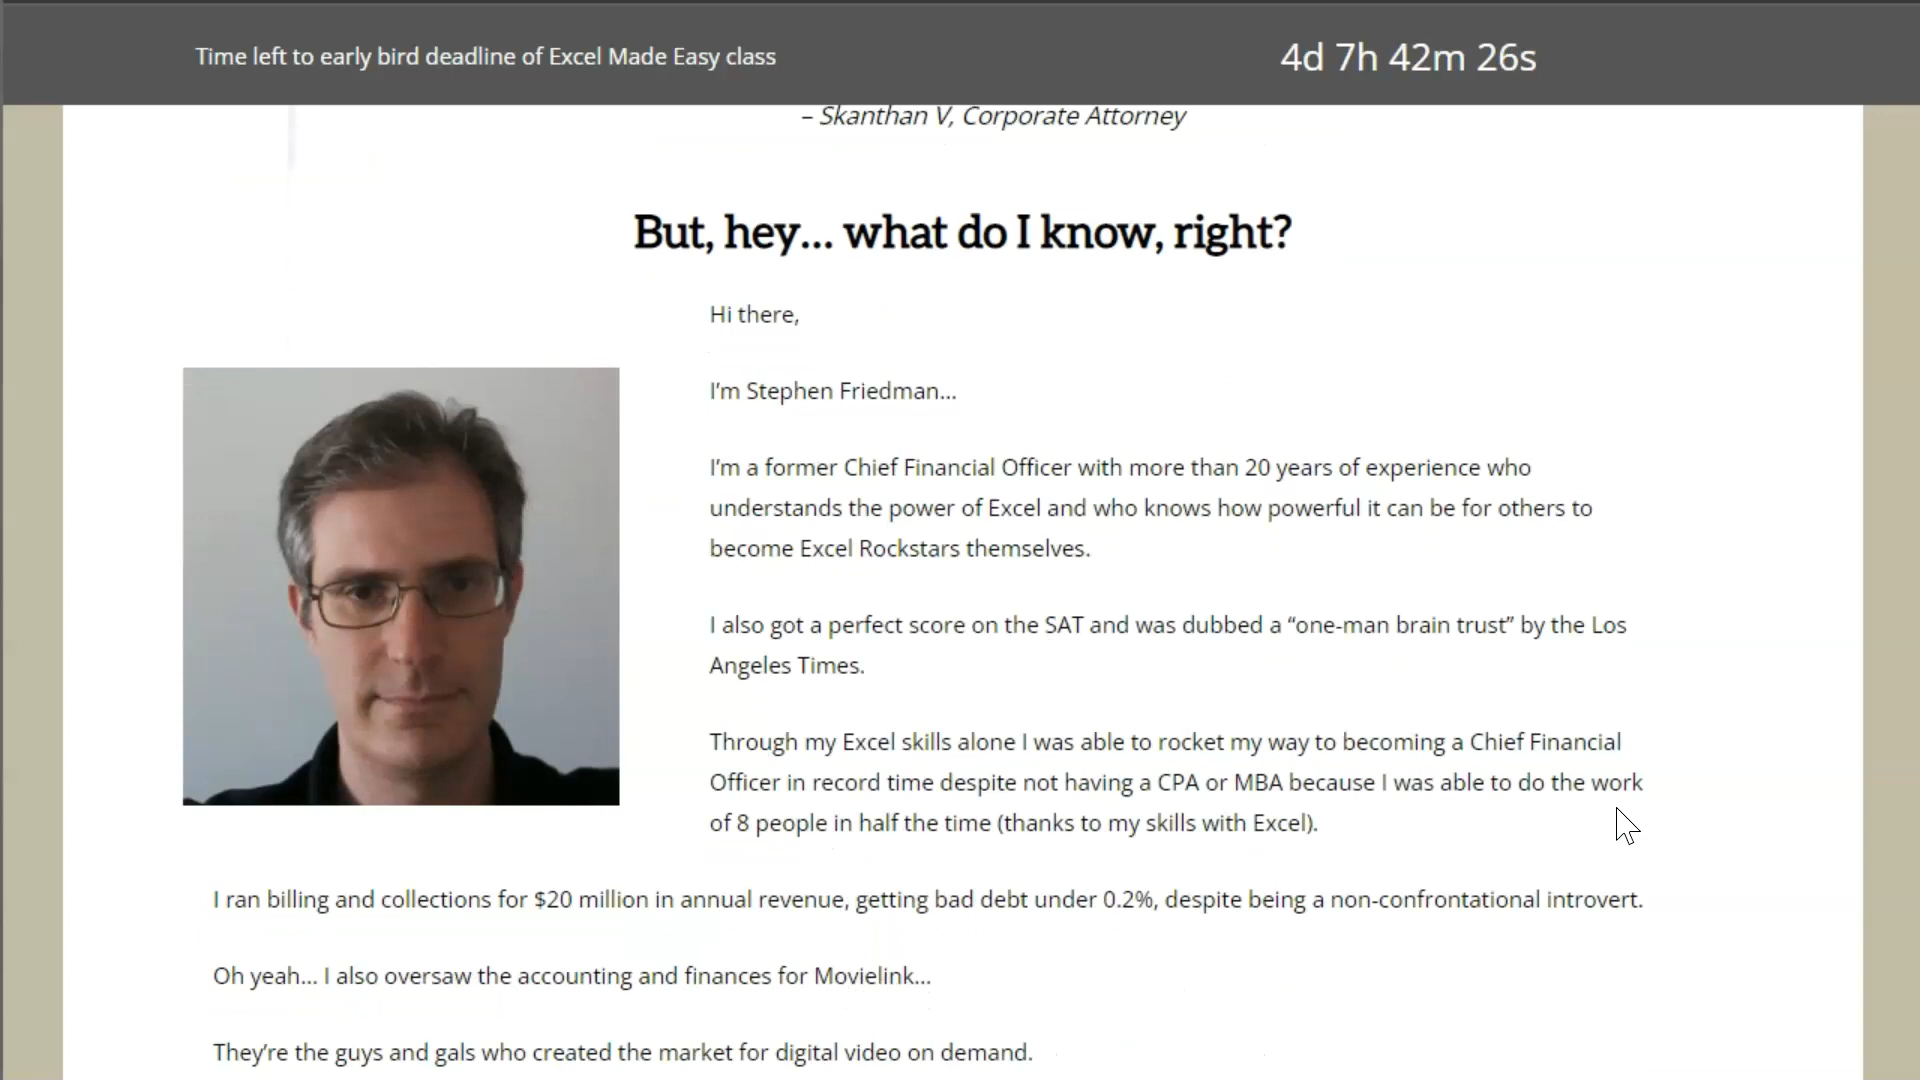 Time left to early bird deadline of Excel Made Easy class
4d 7h 42m 26s
– Skanthan V, Corporate Attorney
But, hey... what do I know, right?
Hi there,
I'm Stephen Friedman...
I'm a former Chief Financial Officer with more than 20 years of experience who
understands the power of Excel and who knows how powerful it can be for others to
become Excel Rockstars themselves.
I also got a perfect score on the SAT and was dubbed a “one-man brain trust” by the Los
Angeles Times.
Through my Excel skills alone I was able to rocket my way to becoming a Chief Financial
Officer in record time despite not having a CPA or MBA because I was able to do the work
of 8 people in half the time (thanks to my skills with Excel).
I ran billing and collections for $20 million in annual revenue, getting bad debt under 0.2%, despite being a non-confrontational introvert.
Oh yeah... I also oversaw the accounting and finances for Movielink...
They're the guys and gals who created the market for digital video on demand.